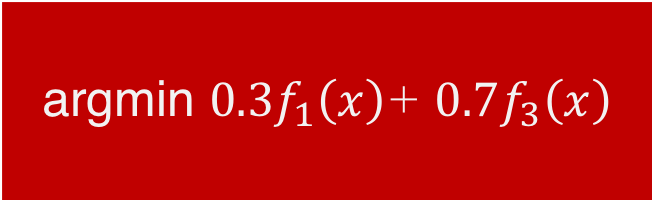 argmin 0.3𝑓₁(𝑥)+ 0.7𝑓₃(𝑥)